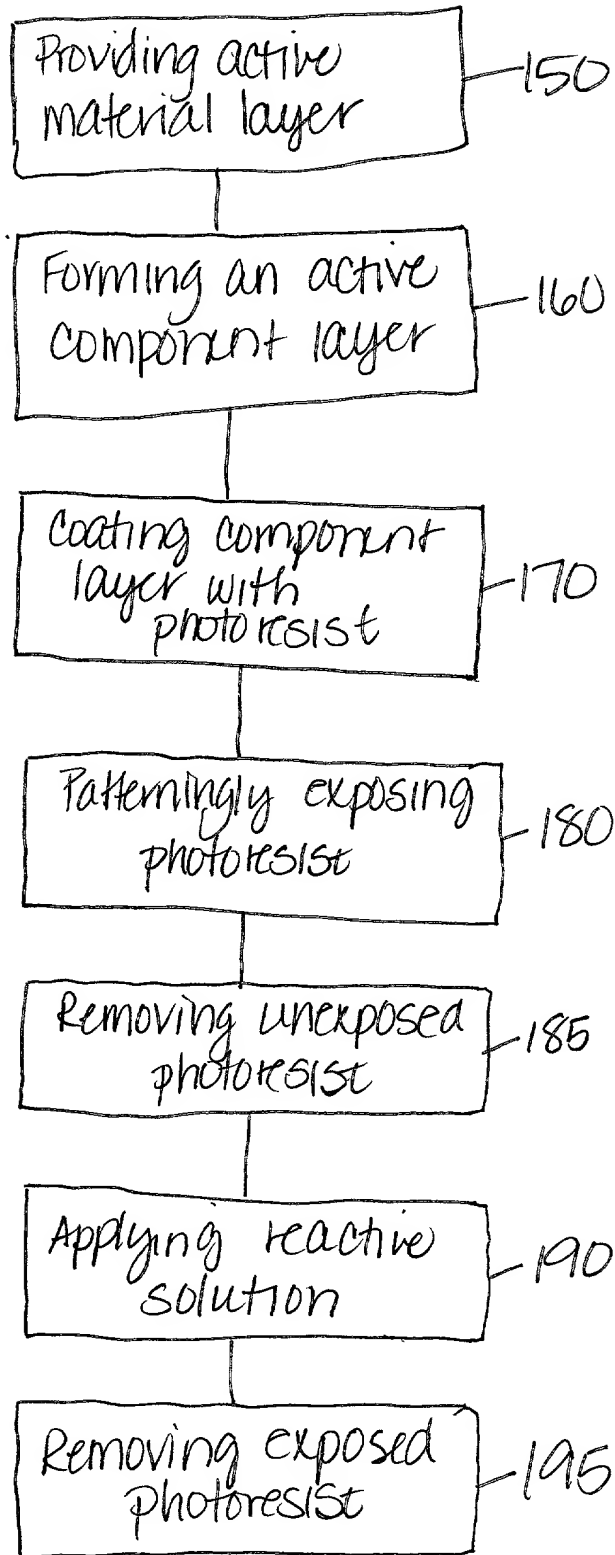 Providing active
material layer
150
Forming an active
component layer
160
Coating component
layer with
photoresist
170
Patterningly exposing
photoresist
180
Removing unexposed
photoresist
185
Applying reactive
solution
190
Removing exposed
photoresist
195